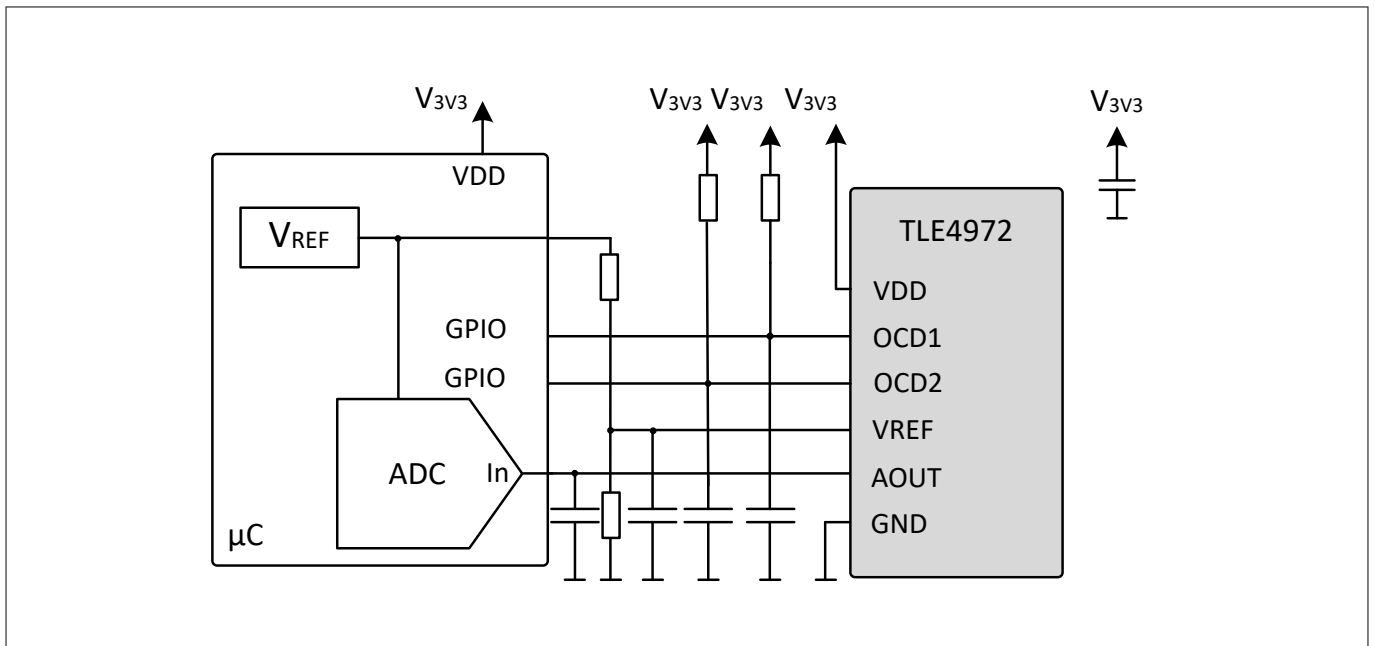 V3V3
V3V3 V3V3 V3V3
V3V3
VDD
VREF
TLE4972
VDD
GPIO
OCD1
GPIO
OCD2
VREF
ADC
In
AOUT
GND
µC